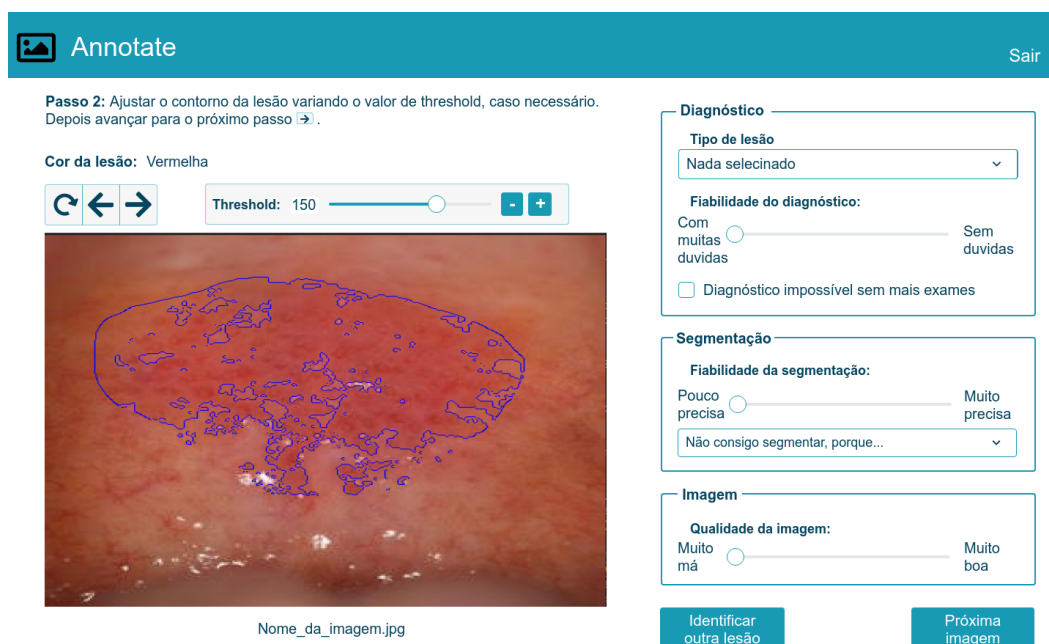 Annotate
Sair
Passo 2: Ajustar o contorno da lesão variando o valor de threshold, caso necessário.
Depois avançar para o próximo passo .
Cor da lesão: Vermelha
Threshold: 150
- +
Nome_da_imagem.jpg
Diagnóstico
Tipo de lesão
Nada selecinado
Fiabilidade do diagnóstico:
Com
muitas
duvidas
Sem
duvidas
Diagnóstico impossível sem mais exames
Segmentação
Fiabilidade da segmentação:
Pouco
precisa
Muito
precisa
Não consigo segmentar, porque...
Imagem
Qualidade da imagem:
Muito
má
Muito
boa
Identificar
outra lesão
Próxima
imagem